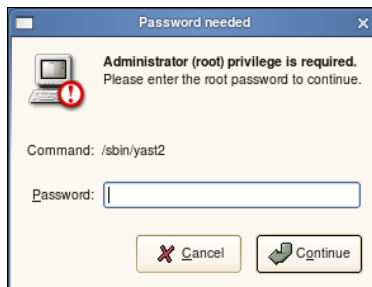 Password needed
Administrator (root) privilege is required.
Please enter the root password to continue.
Command: /sbin/yast2
Password:
Cancel
Continue